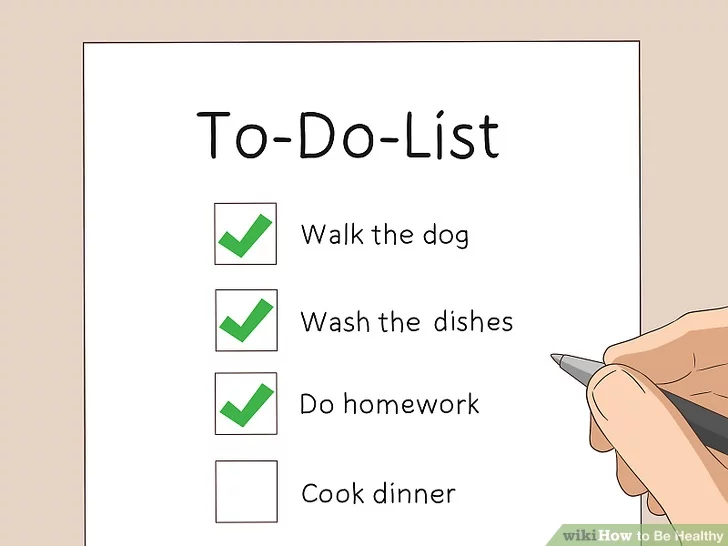 To-Do-List
Walk the dog
Wash the dishes
Do homework
Cook dinner
wikiHow to Be Healthy